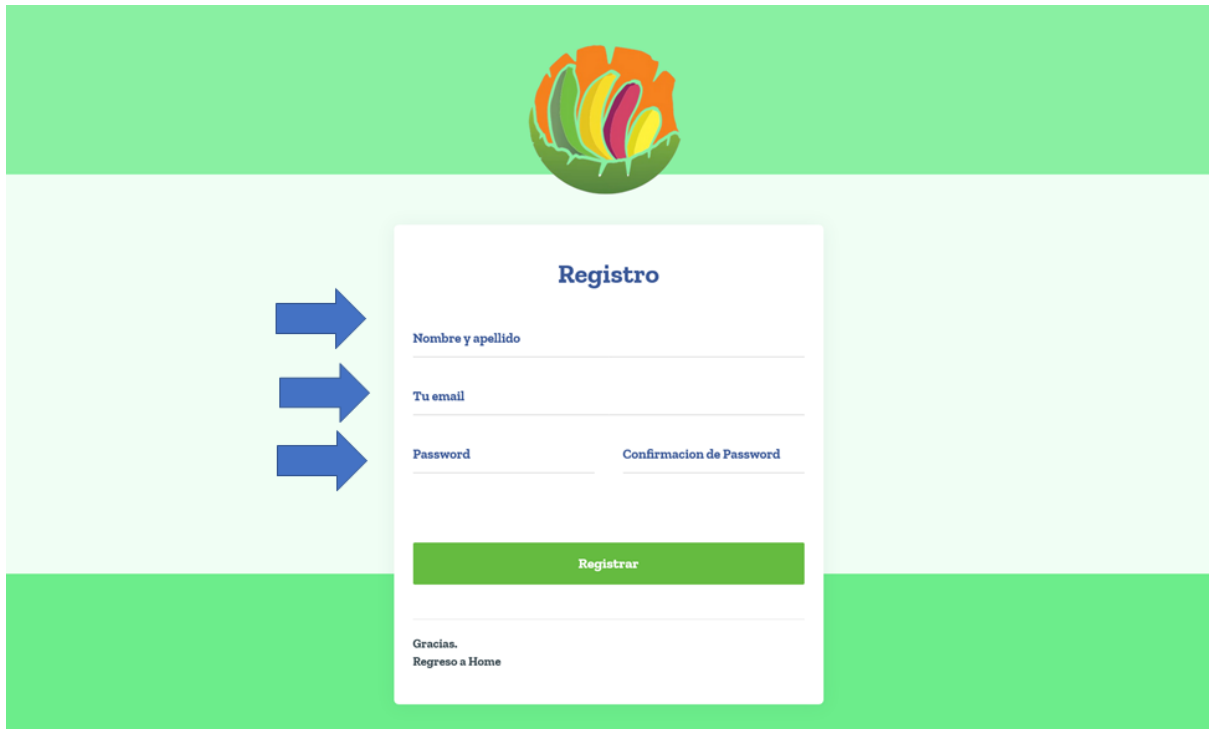 Registro
Nombre y apellido
Tu email
Password Confirmacion de Password
Registrar
Gracias.
Regreso a Home